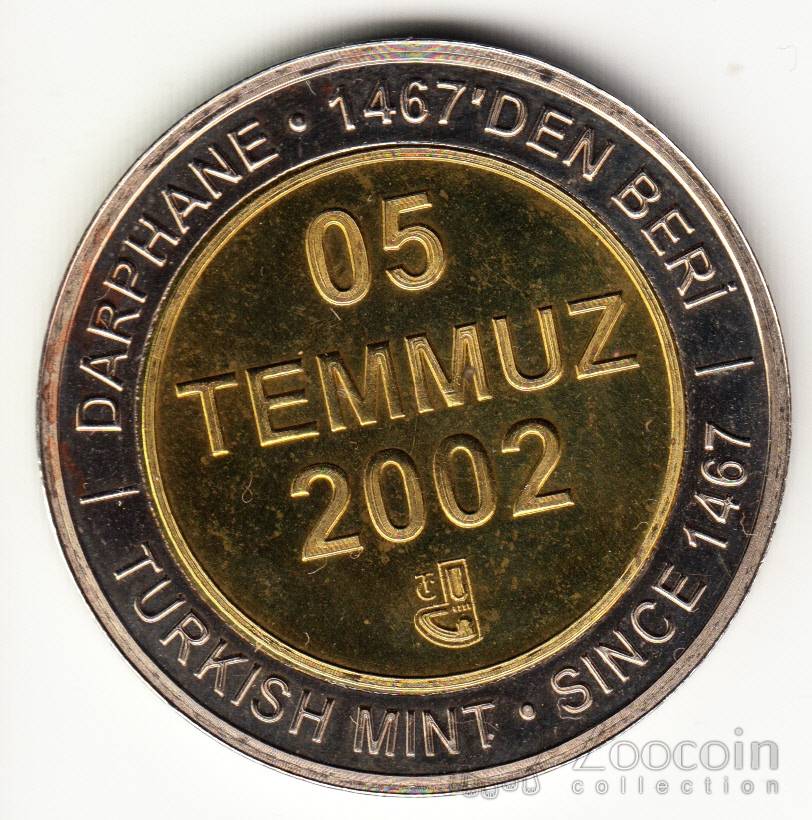 DARPHANE · 1467'DEN BERİ
05
TEMMUZ
2002
TURKISH MINT · SINCE 1467
Zoocoin
collection